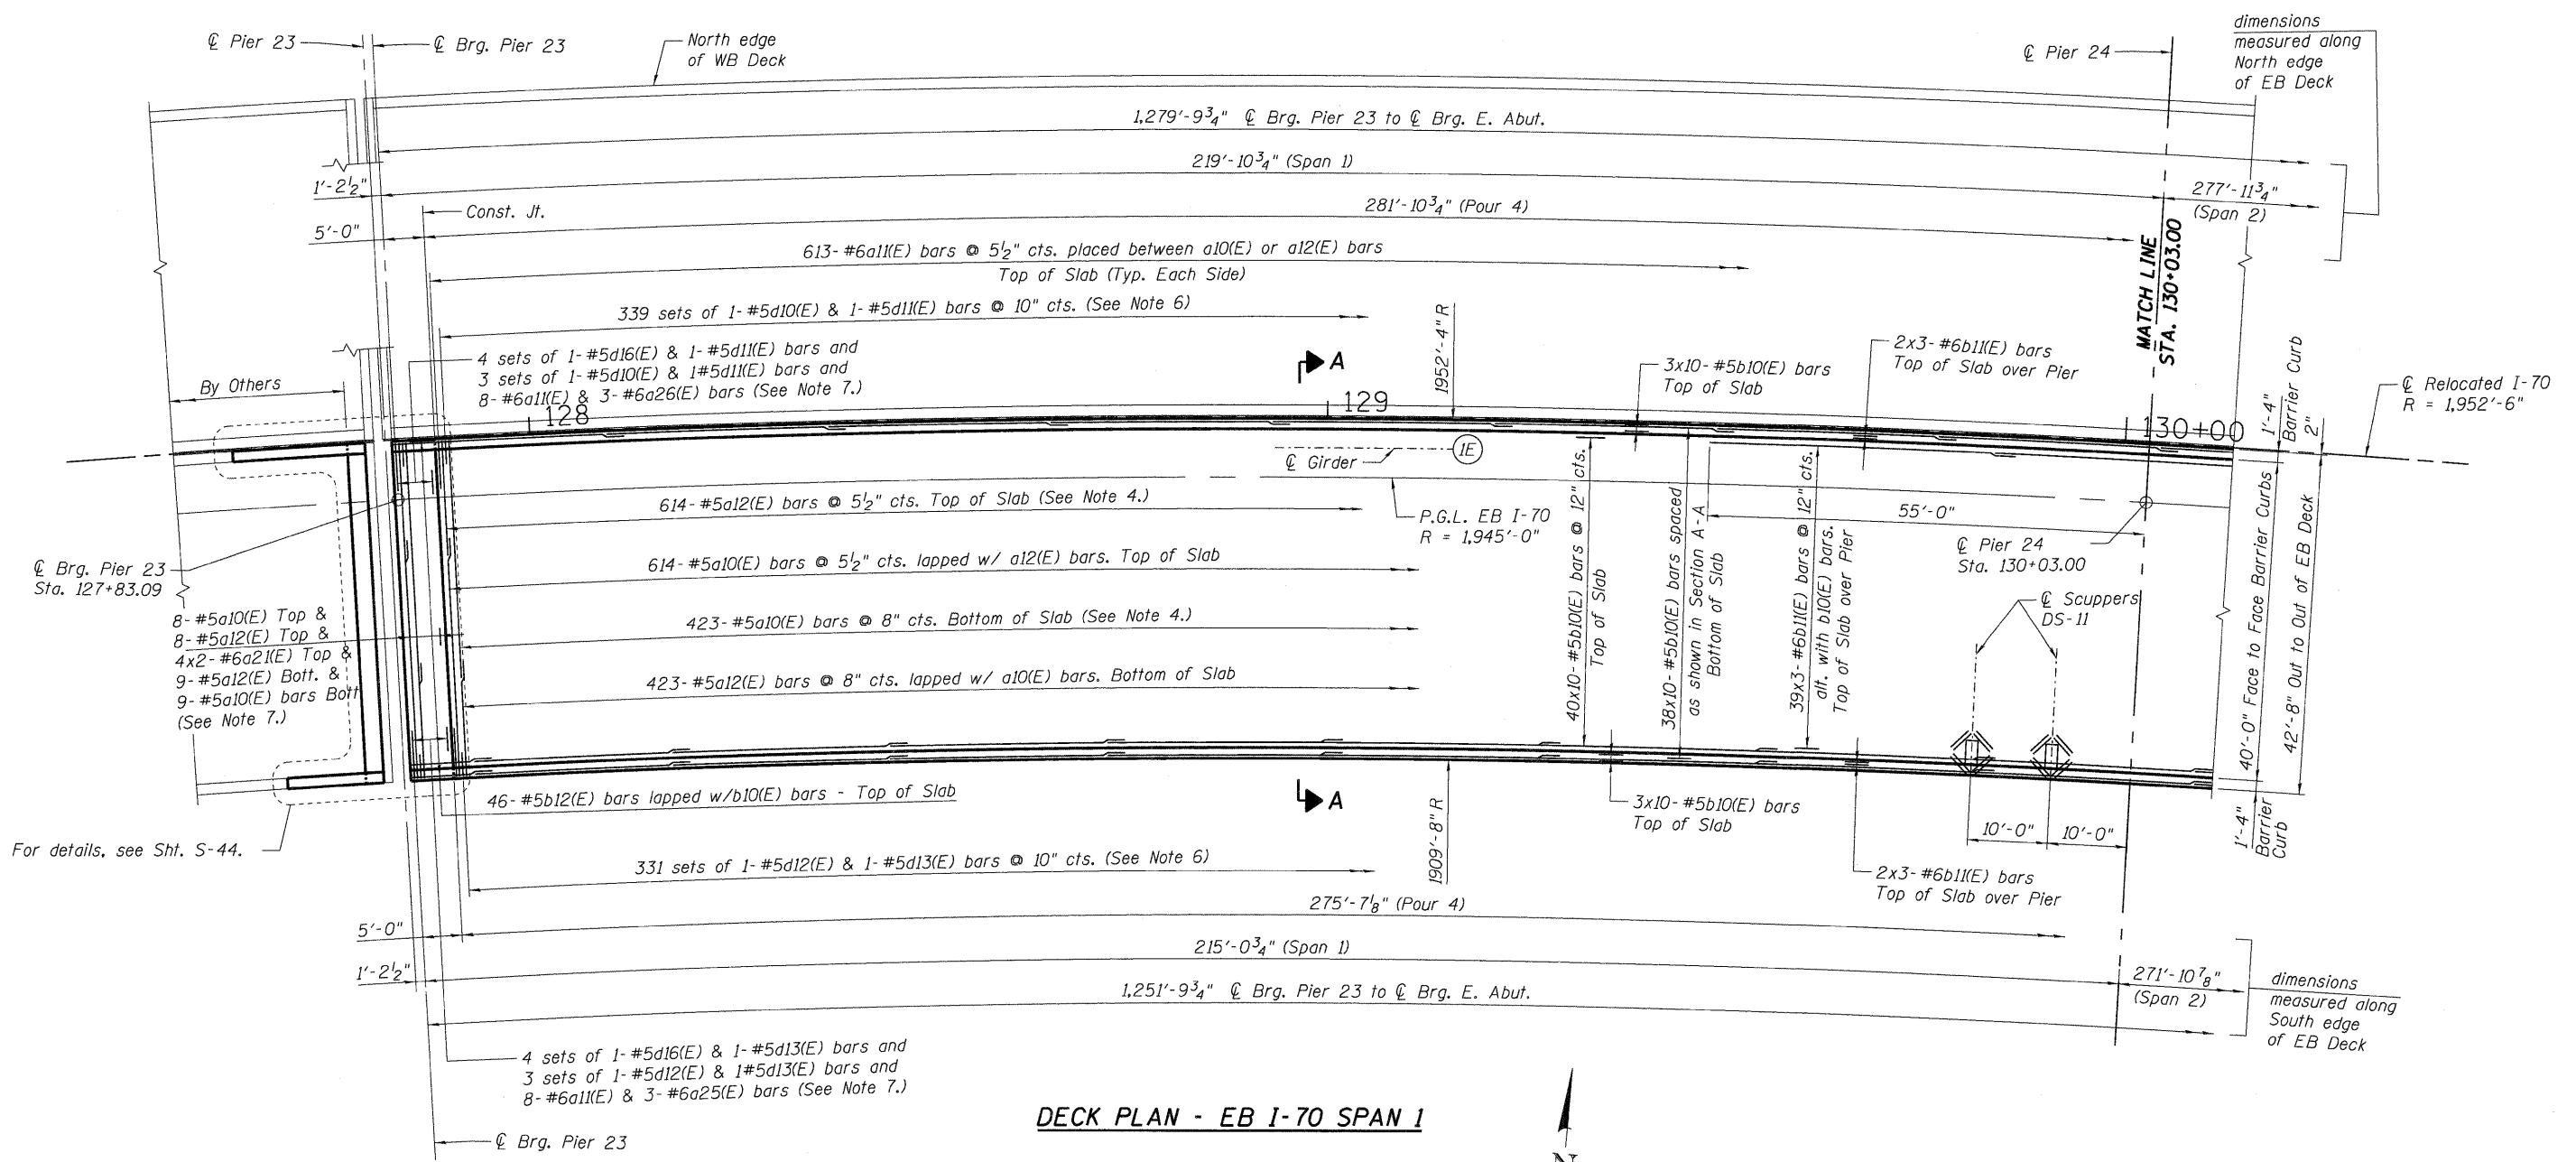 ℄ Pier 23
℄ Brg. Pier 23
North edge
of WB Deck
℄ Pier 24
dimensions
measured along
North edge
of EB Deck
1,279'-9¾" ℄ Brg. Pier 23 to ℄ Brg. E. Abut.
219'-10¾" (Span 1)
1'-2½"
277'-11¾"
(Span 2)
Const. Jt.
281'-10¾" (Pour 4)
5'-0"
613-#6a11(E) bars @ 5½" cts. placed between a10(E) or a12(E) bars
Top of Slab (Typ. Each Side)
MATCH LINE
STA. 130+03.00
339 sets of 1-#5d10(E) & 1-#5d11(E) bars @ 10" cts. (See Note 6)
1952'-4" R
4 sets of 1-#5d16(E) & 1-#5d11(E) bars and
3 sets of 1-#5d10(E) & 1#5d11(E) bars and
8-#6a11(E) & 3-#6a26(E) bars (See Note 7.)
A
3x10-#5b10(E) bars
Top of Slab
2x3-#6b11(E) bars
Top of Slab over Pier
1'-4"
Barrier Curb
2"
℄ Relocated I-70
R = 1,952'-6"
By Others
128
129
130+00
℄ Girder
1E
614-#5a12(E) bars @ 5½" cts. Top of Slab (See Note 4.)
P.G.L. EB I-70
R = 1,945'-0"
55'-0"
℄ Pier 24
Sta. 130+03.00
614-#5a10(E) bars @ 5½" cts. lapped w/ a12(E) bars. Top of Slab
℄ Brg. Pier 23
Sta. 127+83.09
40x10-#5b10(E) bars @ 12" cts.
Top of Slab
38x10-#5b10(E) bars spaced
as shown in Section A-A
Bottom of Slab
39x3-#6b11(E) bars @ 12" cts.
alt. with b10(E) bars.
Top of Slab over Pier
℄ Scuppers
DS-11
40'-0" Face to Face Barrier Curbs
42'-8" Out to Out of EB Deck
8-#5a10(E) Top &
8-#5a12(E) Top &
4x2-#6a21(E) Top &
9-#5a12(E) Bott. &
9-#5a10(E) bars Bott
(See Note 7.)
423-#5a10(E) bars @ 8" cts. Bottom of Slab (See Note 4.)
423-#5a12(E) bars @ 8" cts. lapped w/ a10(E) bars. Bottom of Slab
46-#5b12(E) bars lapped w/b10(E) bars - Top of Slab
A
1909'-8" R
3x10-#5b10(E) bars
Top of Slab
10'-0"
10'-0"
1'-4"
Barrier
Curb
For details, see Sht. S-44.
331 sets of 1-#5d12(E) & 1-#5d13(E) bars @ 10" cts. (See Note 6)
2x3-#6b11(E) bars
Top of Slab over Pier
275'-7⅛" (Pour 4)
5'-0"
215'-0¾" (Span 1)
1'-2½"
271'-10⅞"
(Span 2)
1,251'-9¾" ℄ Brg. Pier 23 to ℄ Brg. E. Abut.
dimensions
measured along
South edge
of EB Deck
4 sets of 1-#5d16(E) & 1-#5d13(E) bars and
3 sets of 1-#5d12(E) & 1#5d13(E) bars and
8-#6a11(E) & 3-#6a25(E) bars (See Note 7.)
DECK PLAN - EB I-70 SPAN 1
℄ Brg. Pier 23
N